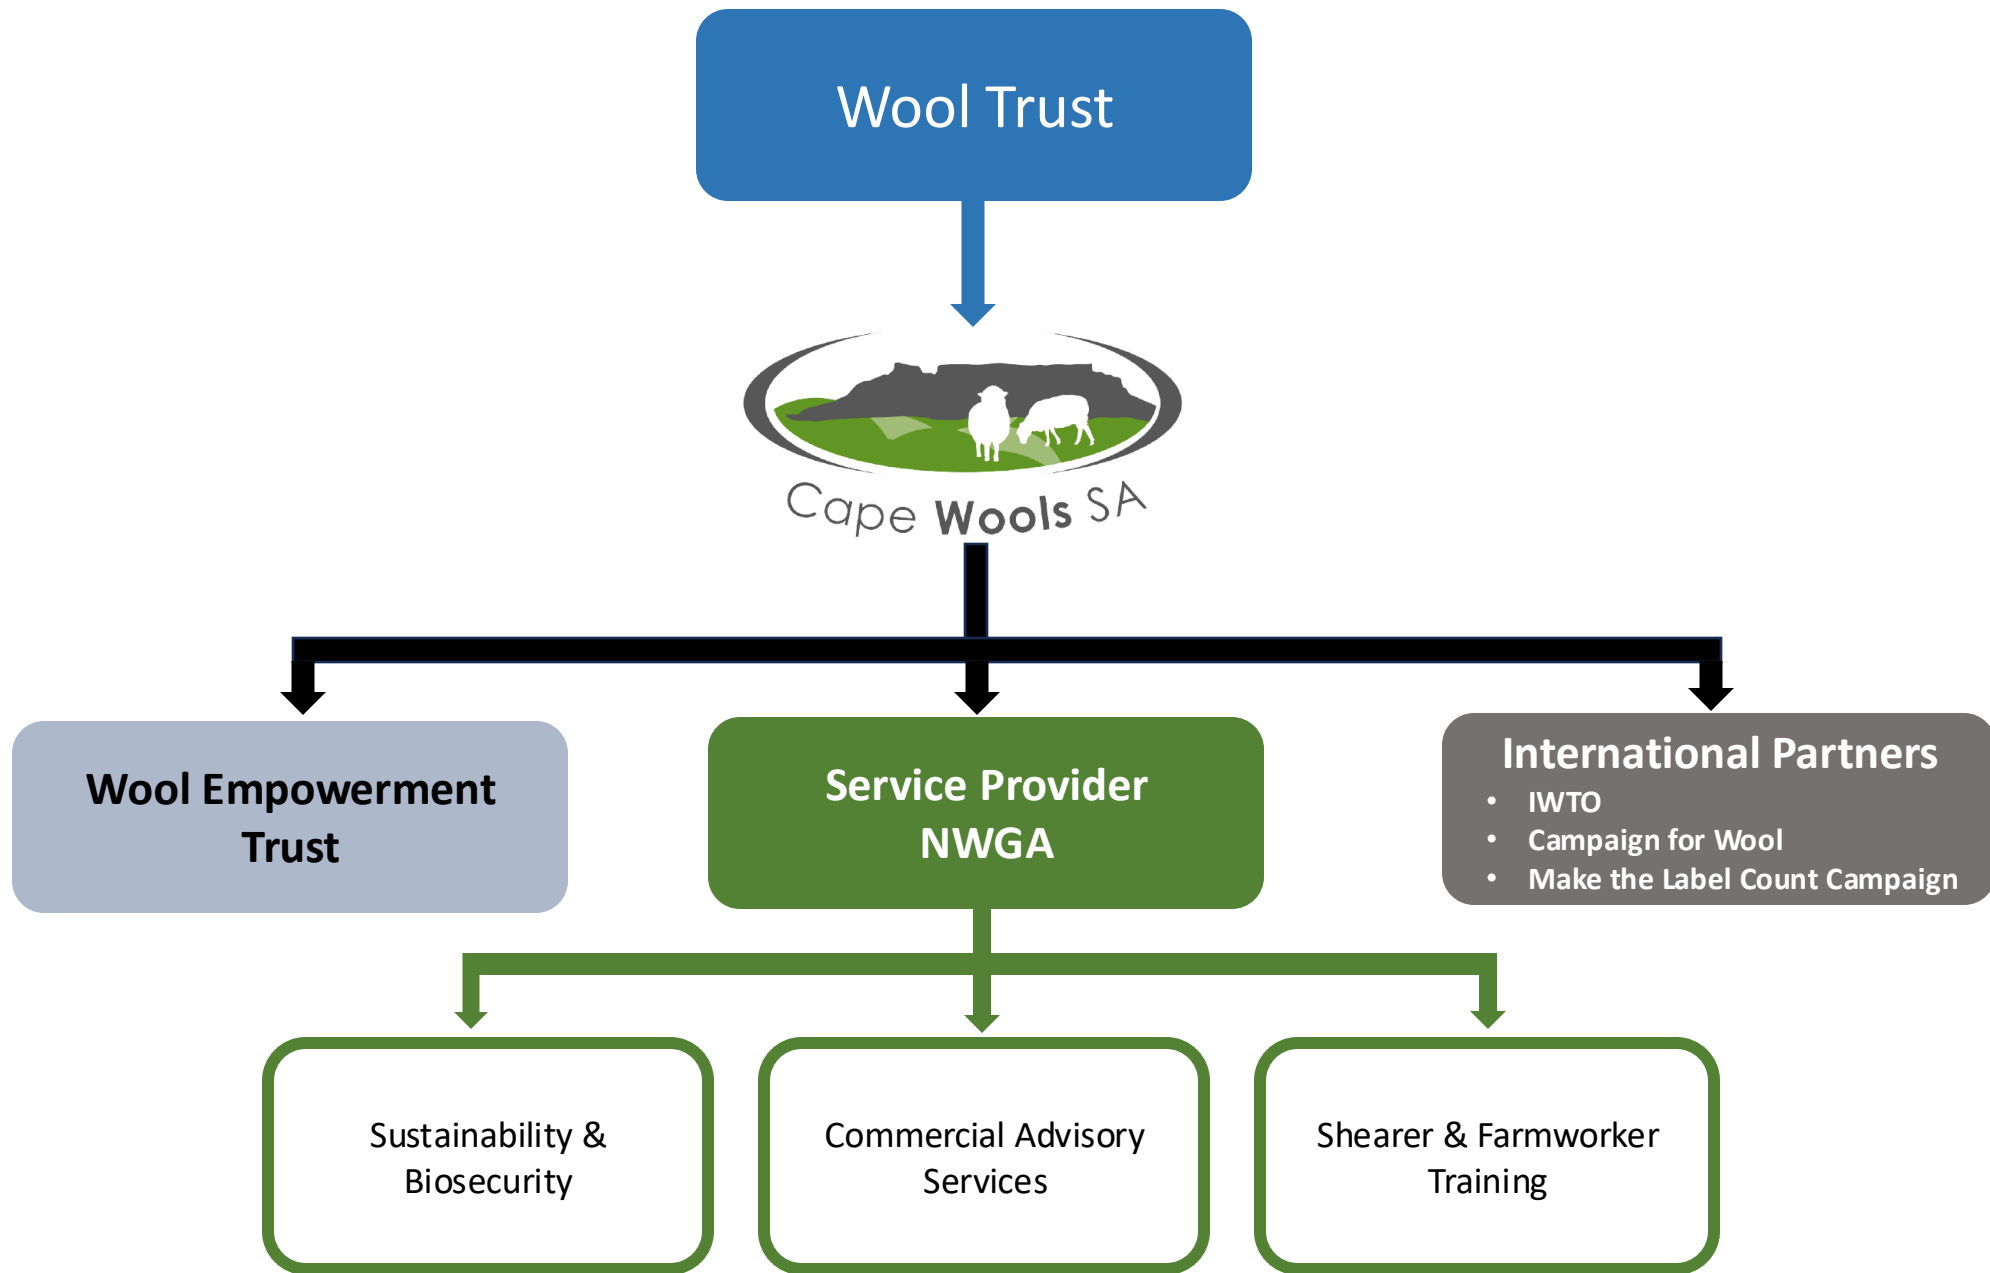 Wool Trust
Cape Wools SA
Wool Empowerment
Trust
Service Provider
NWGA
International Partners
• IWTO
• Campaign for Wool
• Make the Label Count Campaign
Sustainability &
Biosecurity
Commercial Advisory
Services
Shearer & Farmworker
Training